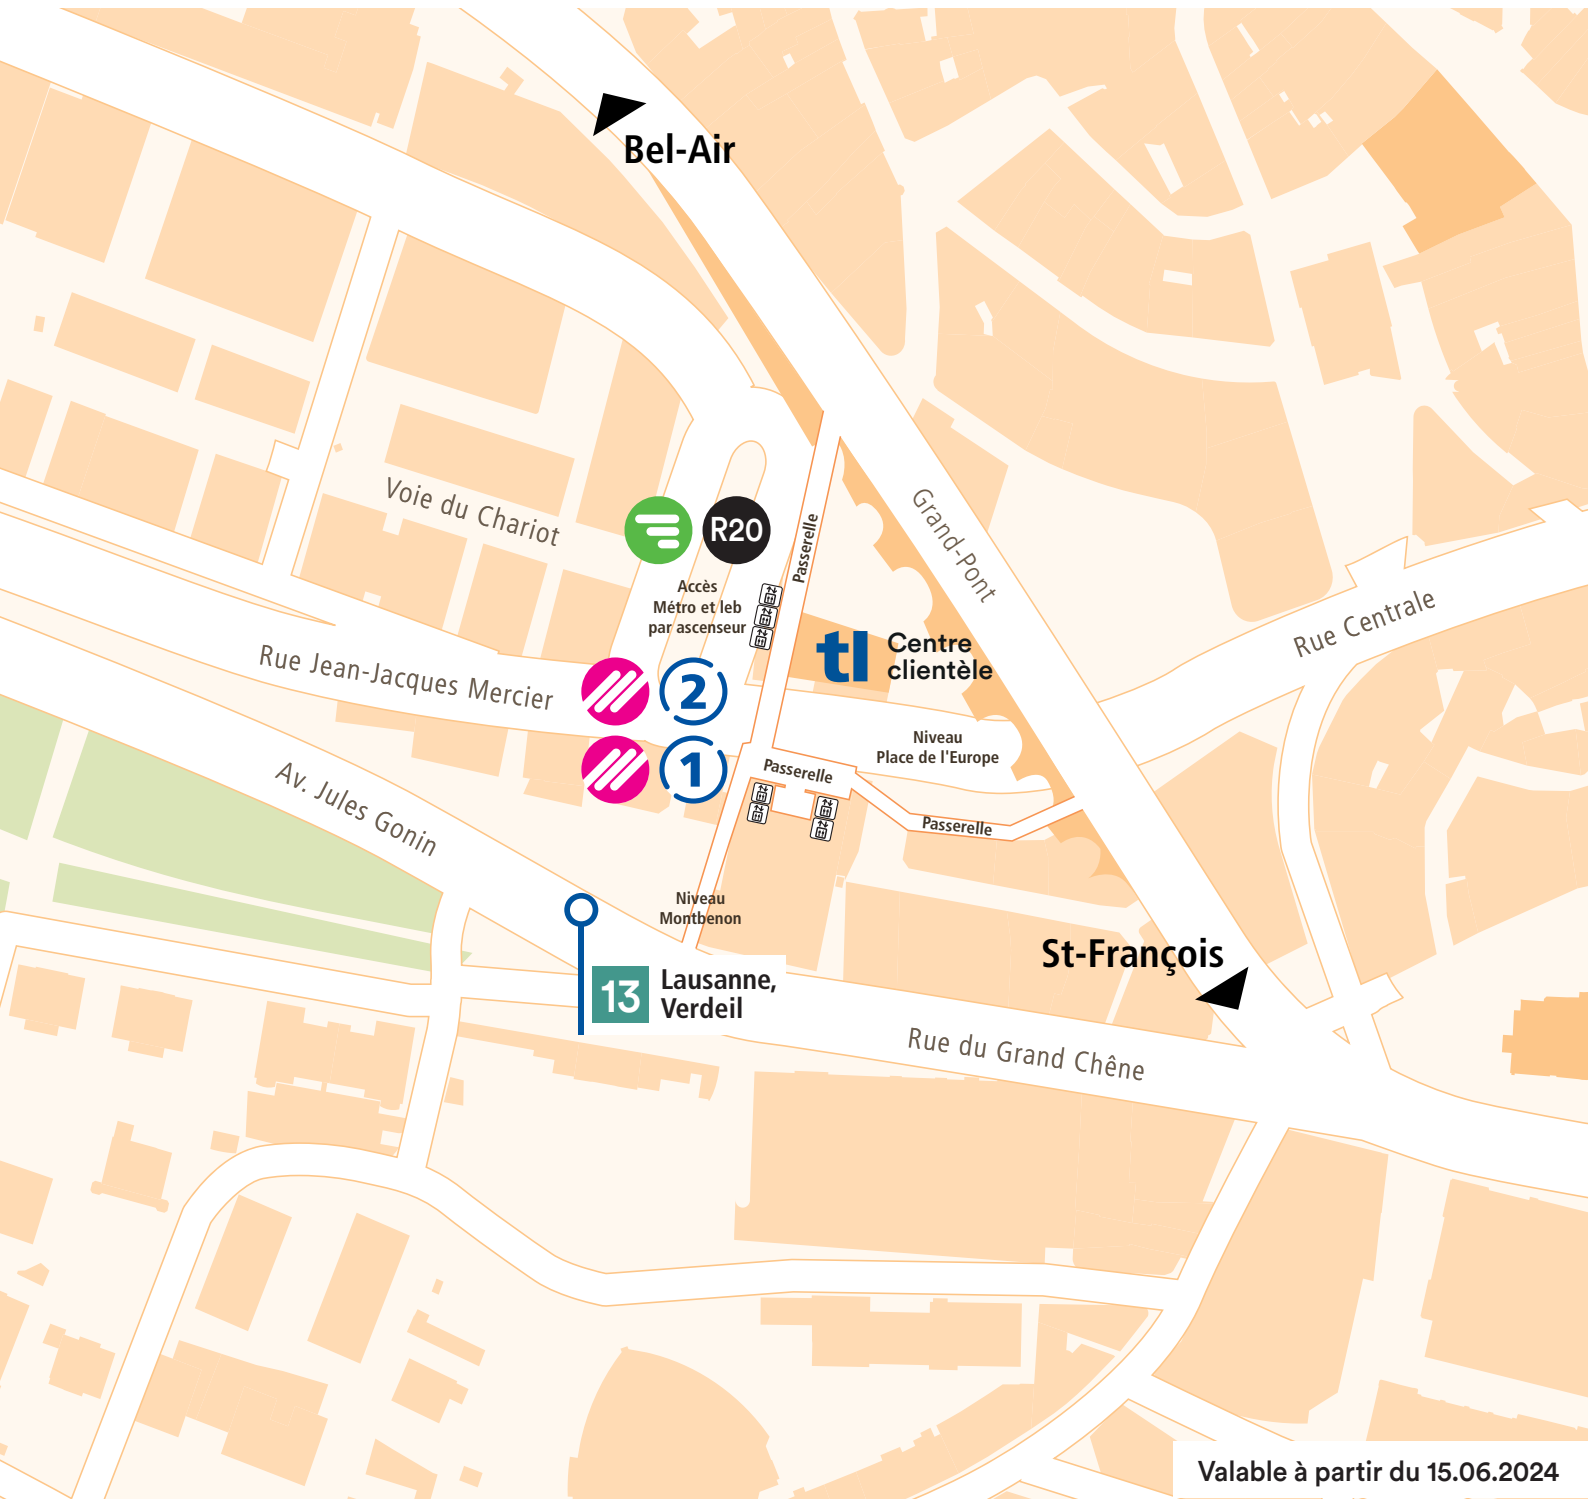 Bel-Air
Voie du Chariot
R20
Passerelle
Grand-Pont
Accès
Métro et leb
par ascenseur
Rue Centrale
tl Centre
clientèle
Rue Jean-Jacques Mercier
2
Niveau
Place de l'Europe
1
Passerelle
Av. Jules Gonin
Passerelle
Niveau
Montbenon
St-François
13 Lausanne,
Verdeil
Rue du Grand Chêne
Valable à partir du 15.06.2024